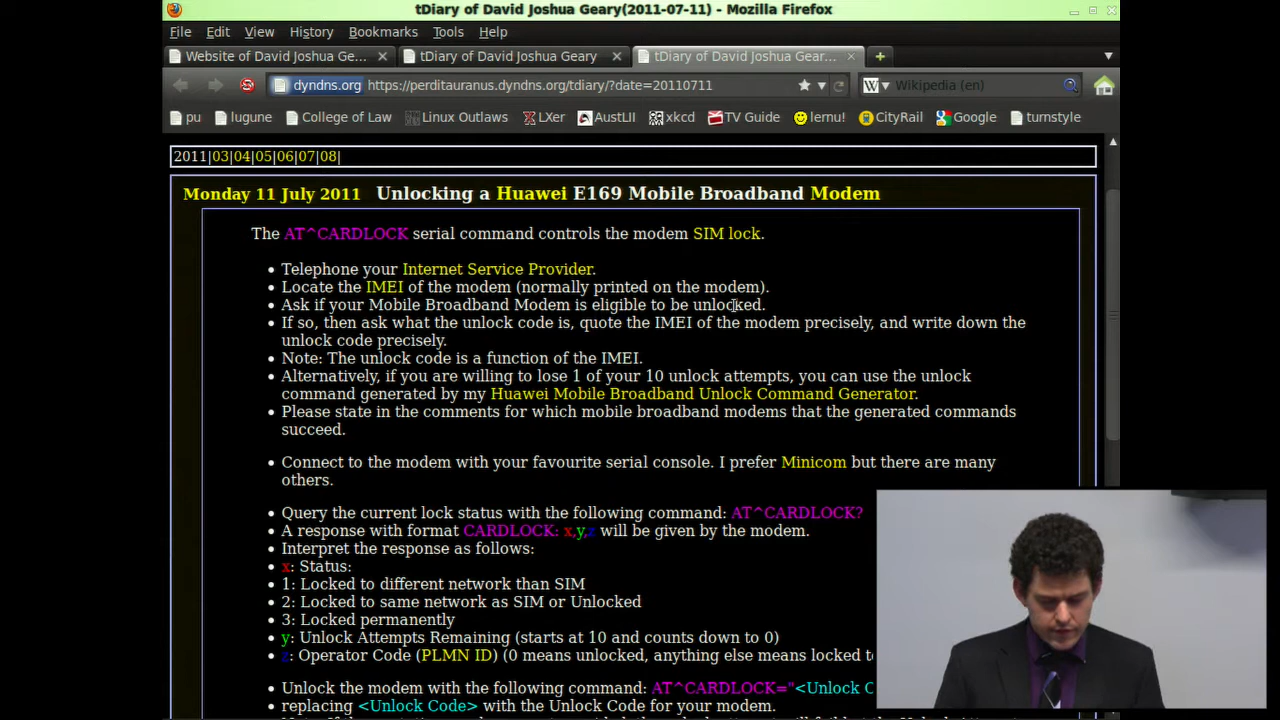 tDiary of David Joshua Geary(2011-07-11) - Mozilla Firefox
File Edit View History Bookmarks Tools Help
Website of David Joshua Ge... tDiary of David Joshua Geary tDiary of David Joshua Gear...
dyndns.org https://perditauranus.dyndns.org/tdiary/?date=20110711 Wikipedia (en)
pu lugune College of Law Linux Outlaws LXer AustLII xkcd TV Guide lernu! CityRail Google turnstyle
2011|03|04|05|06|07|08|
Monday 11 July 2011 Unlocking a Huawei E169 Mobile Broadband Modem
The AT^CARDLOCK serial command controls the modem SIM lock.
• Telephone your Internet Service Provider.
• Locate the IMEI of the modem (normally printed on the modem).
• Ask if your Mobile Broadband Modem is eligible to be unlocked.
• If so, then ask what the unlock code is, quote the IMEI of the modem precisely, and write down the
unlock code precisely.
• Note: The unlock code is a function of the IMEI.
• Alternatively, if you are willing to lose 1 of your 10 unlock attempts, you can use the unlock
command generated by my Huawei Mobile Broadband Unlock Command Generator.
• Please state in the comments for which mobile broadband modems that the generated commands
succeed.
• Connect to the modem with your favourite serial console. I prefer Minicom but there are many
others.
• Query the current lock status with the following command: AT^CARDLOCK?
• A response with format CARDLOCK: x,y,z will be given by the modem.
• Interpret the response as follows:
• x: Status:
• 1: Locked to different network than SIM
• 2: Locked to same network as SIM or Unlocked
• 3: Locked permanently
• y: Unlock Attempts Remaining (starts at 10 and counts down to 0)
• z: Operator Code (PLMN ID) (0 means unlocked, anything else means locked to
• Unlock the modem with the following command: AT^CARDLOCK="<Unlock C
replacing <Unlock Code> with the Unlock Code for your modem.